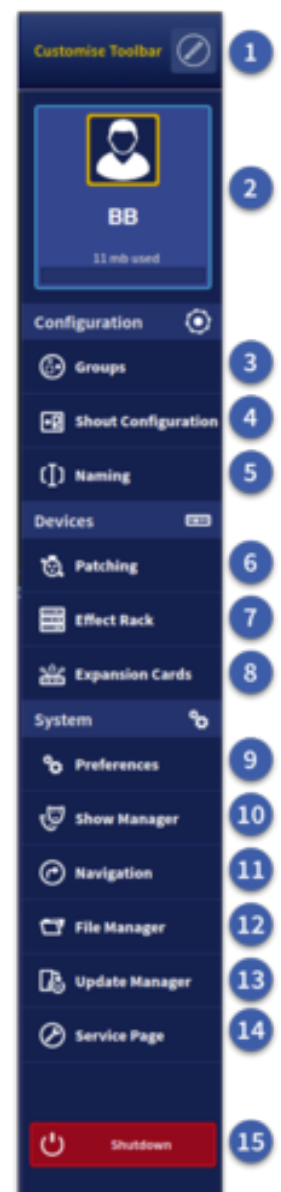 Customise Toolbar 1
2
BB
11 mb used
Configuration
Groups 3
Shout Configuration 4
Naming 5
Devices
Patching 6
Effect Rack 7
Expansion Cards 8
System
Preferences 9
Show Manager 10
Navigation 11
File Manager 12
Update Manager 13
Service Page 14
Shutdown 15